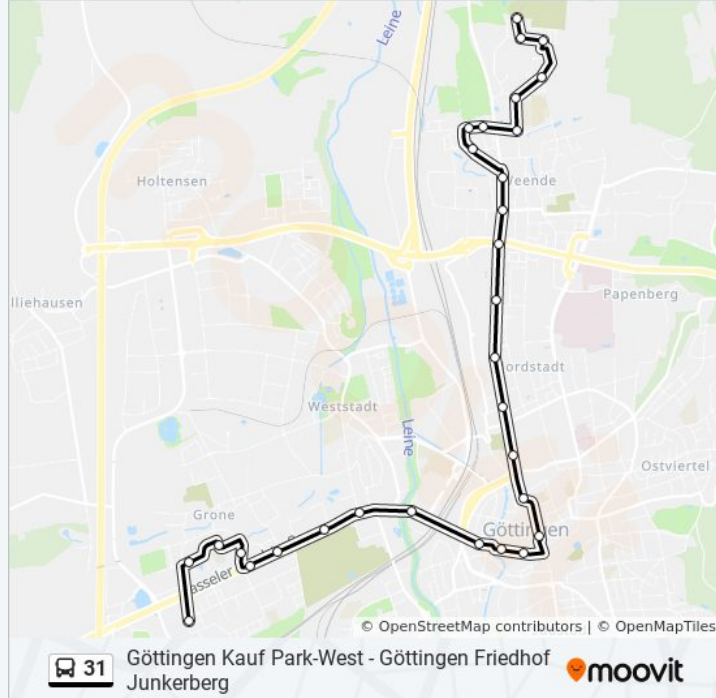 Leine
Holtensen
Weende
lliehausen
Papenberg
Nordstadt
Weststadt
Leine
Ostviertel
Grone
Göttingen
Kasseler
© OpenStreetMap contributors | © OpenMapTiles
31
Göttingen Kauf Park-West - Göttingen Friedhof
Junkerberg
moovit